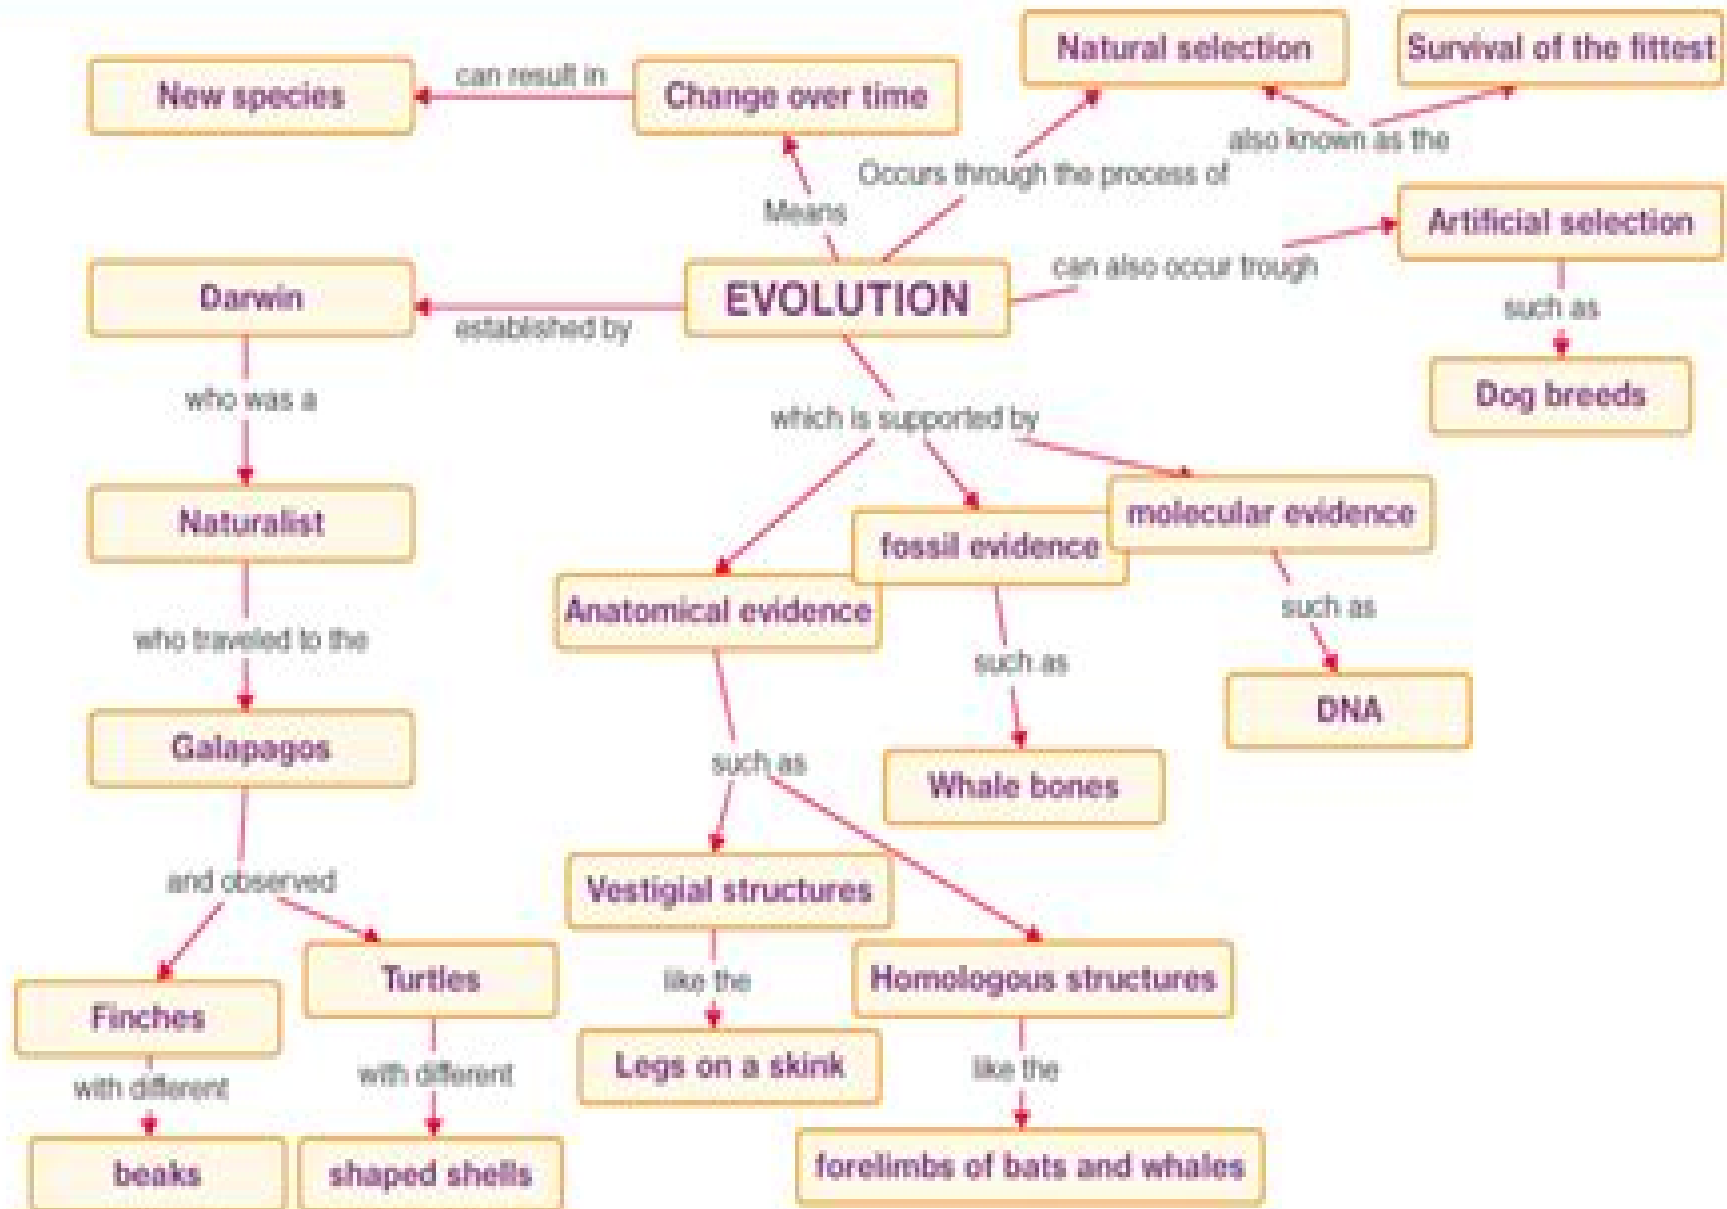 Natural selection
Survival of the fittest
New species
can result in
Change over time
also known as the
Occurs through the process of
Means
Artificial selection
can also occur trough
such as
Darwin
established by
EVOLUTION
Dog breeds
who was a
which is supported by
Naturalist
molecular evidence
fossil evidence
Anatomical evidence
such as
who traveled to the
such as
DNA
Galapagos
such as
Whale bones
and observed
Vestigial structures
Turtles
like the
Homologous structures
Finches
with different
with different
Legs on a skink
like the
beaks
shaped shells
forelimbs of bats and whales